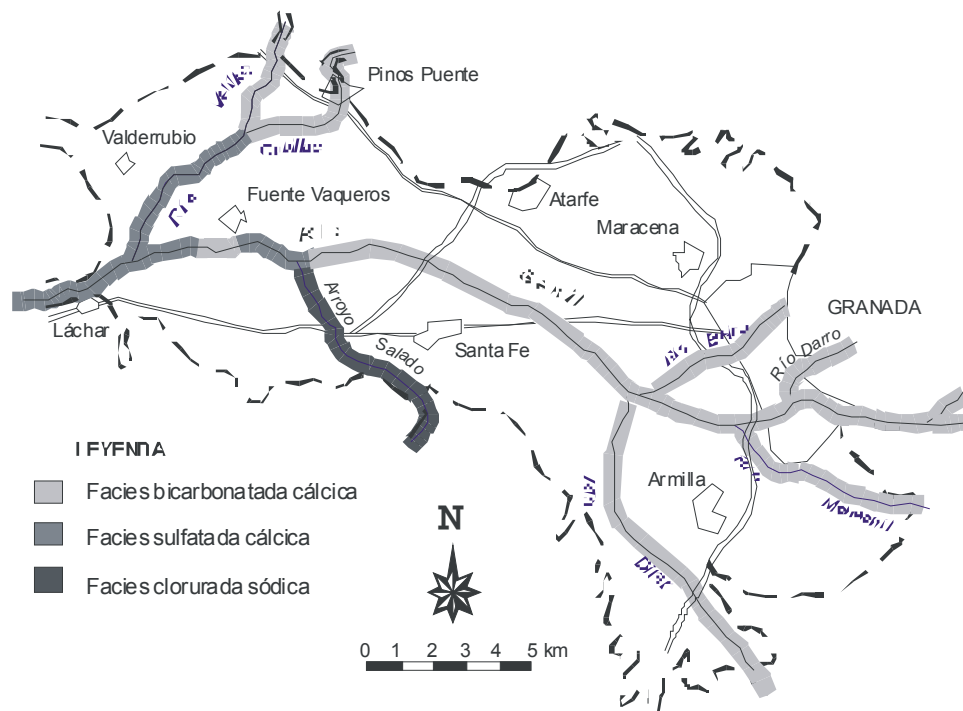 Pinos Puente
Valderrubio
Fuente Vaqueros
Atarfe
Maracena
GRANADA
Arroyo
Salado
Santa Fe
Láchar
Río Darro
Armilla
LEYENDA
Facies bicarbonatada cálcica
Facies sulfatada cálcica
Facies clorurada sódica
N
0 1 2 3 4 5 km